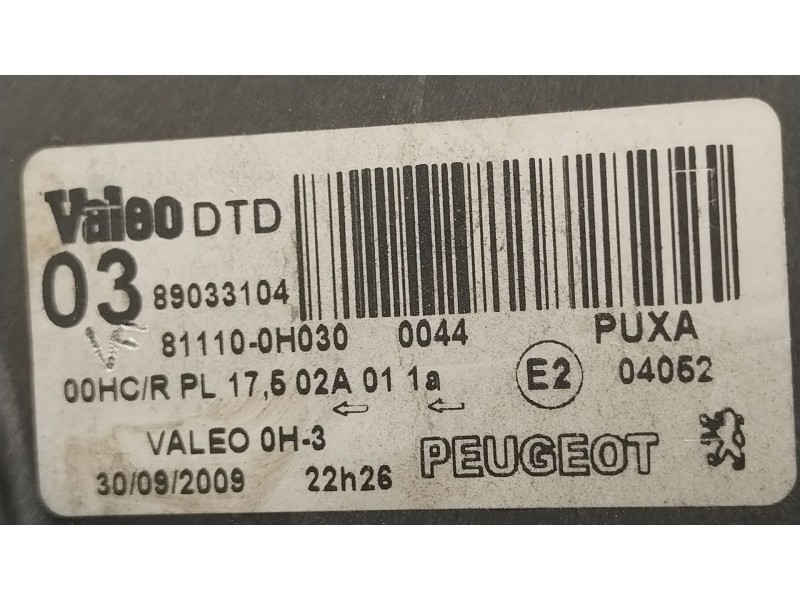 Valeo DTD
03 89033104
VF
81110-0H030 0044 PUXA
00HC/R PL 17,5 02A 01 1a E2 04052
VALEO 0H-3 PEUGEOT
30/09/2009 22h26